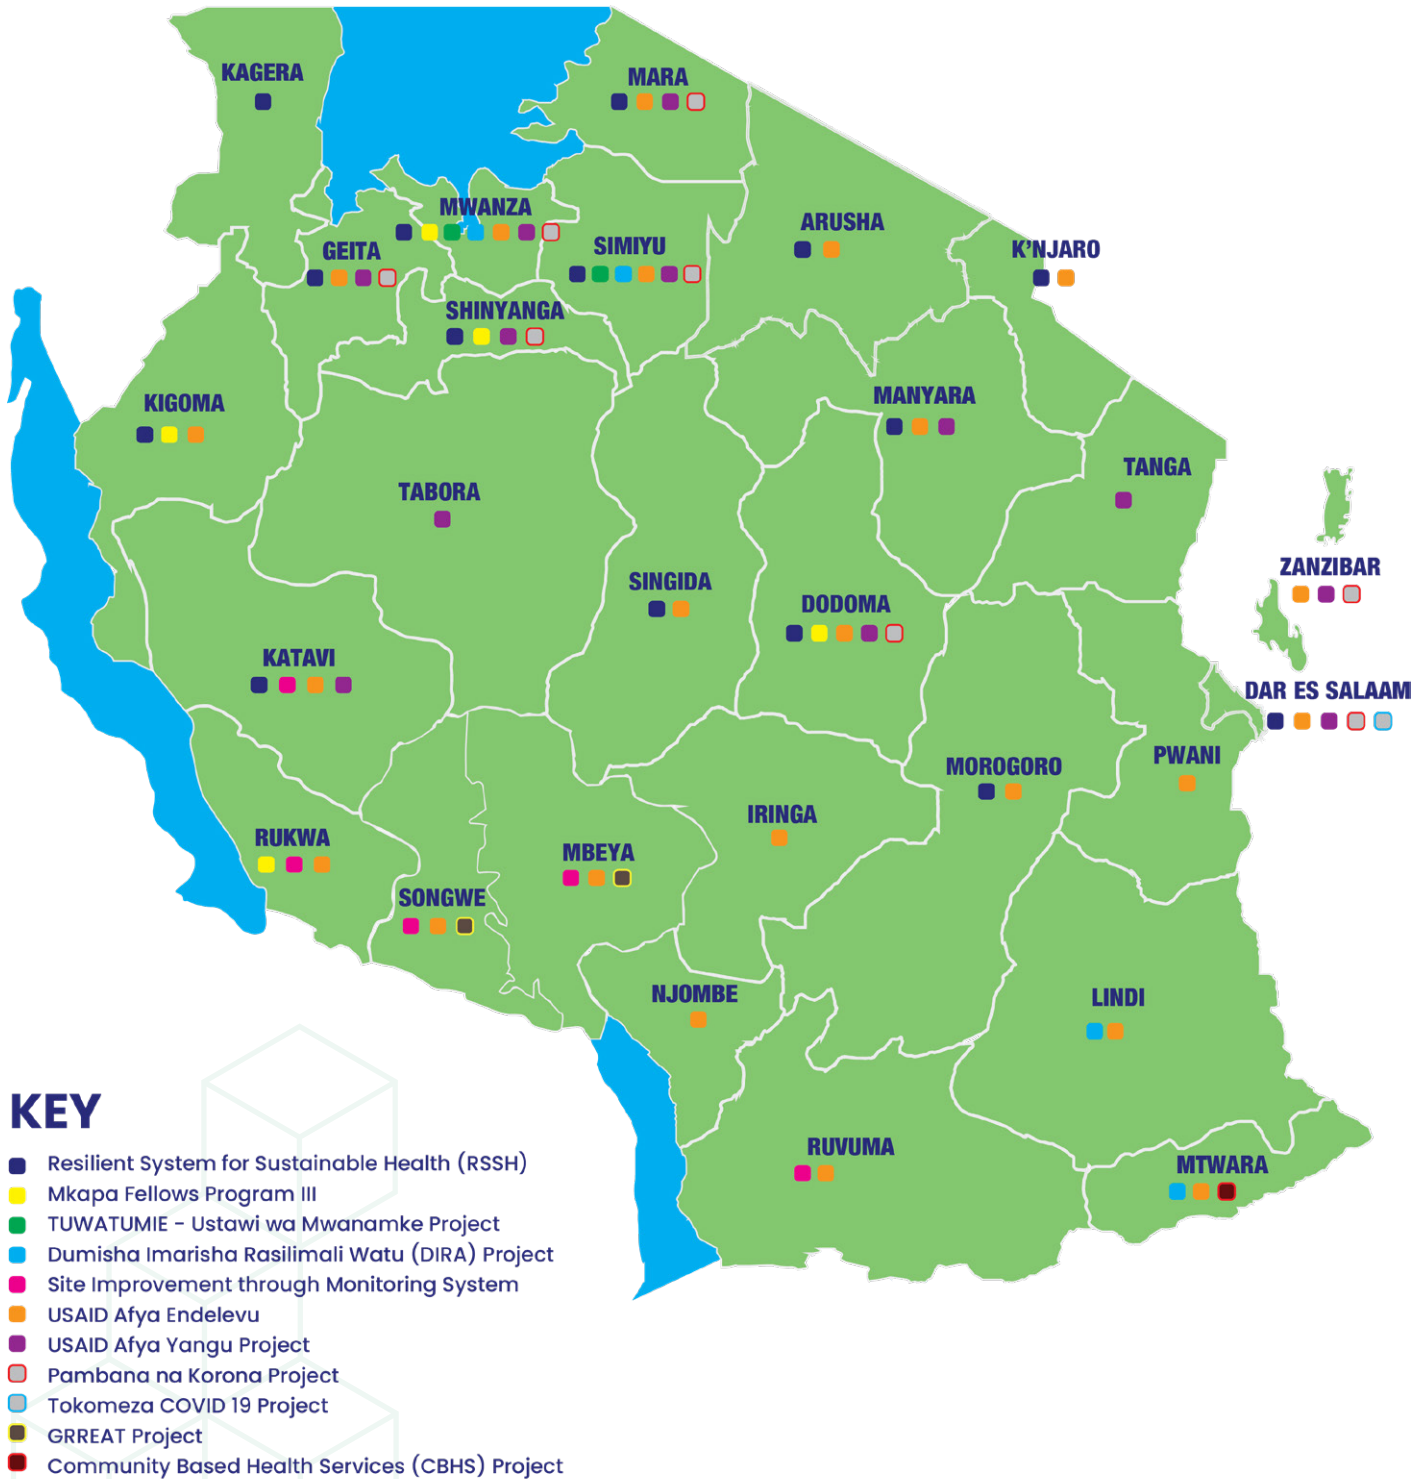 KAGERA
MARA
MWANZA
ARUSHA
GEITA
SIMIYU
K'NJARO
SHINYANGA
KIGOMA
MANYARA
TANGA
TABORA
ZANZIBAR
SINGIDA
DODOMA
KATAVI
DAR ES SALAAM
PWANI
MOROGORO
IRINGA
RUKWA
MBEYA
SONGWE
NJOMBE
LINDI
RUVUMA
MTWARA
KEY
Resilient System for Sustainable Health (RSSH)
Mkapa Fellows Program III
TUWATUMIE - Ustawi wa Mwanamke Project
Dumisha Imarisha Rasilimali Watu (DIRA) Project
Site Improvement through Monitoring System
USAID Afya Endelevu
USAID Afya Yangu Project
Pambana na Korona Project
Tokomeza COVID 19 Project
GRREAT Project
Community Based Health Services (CBHS) Project